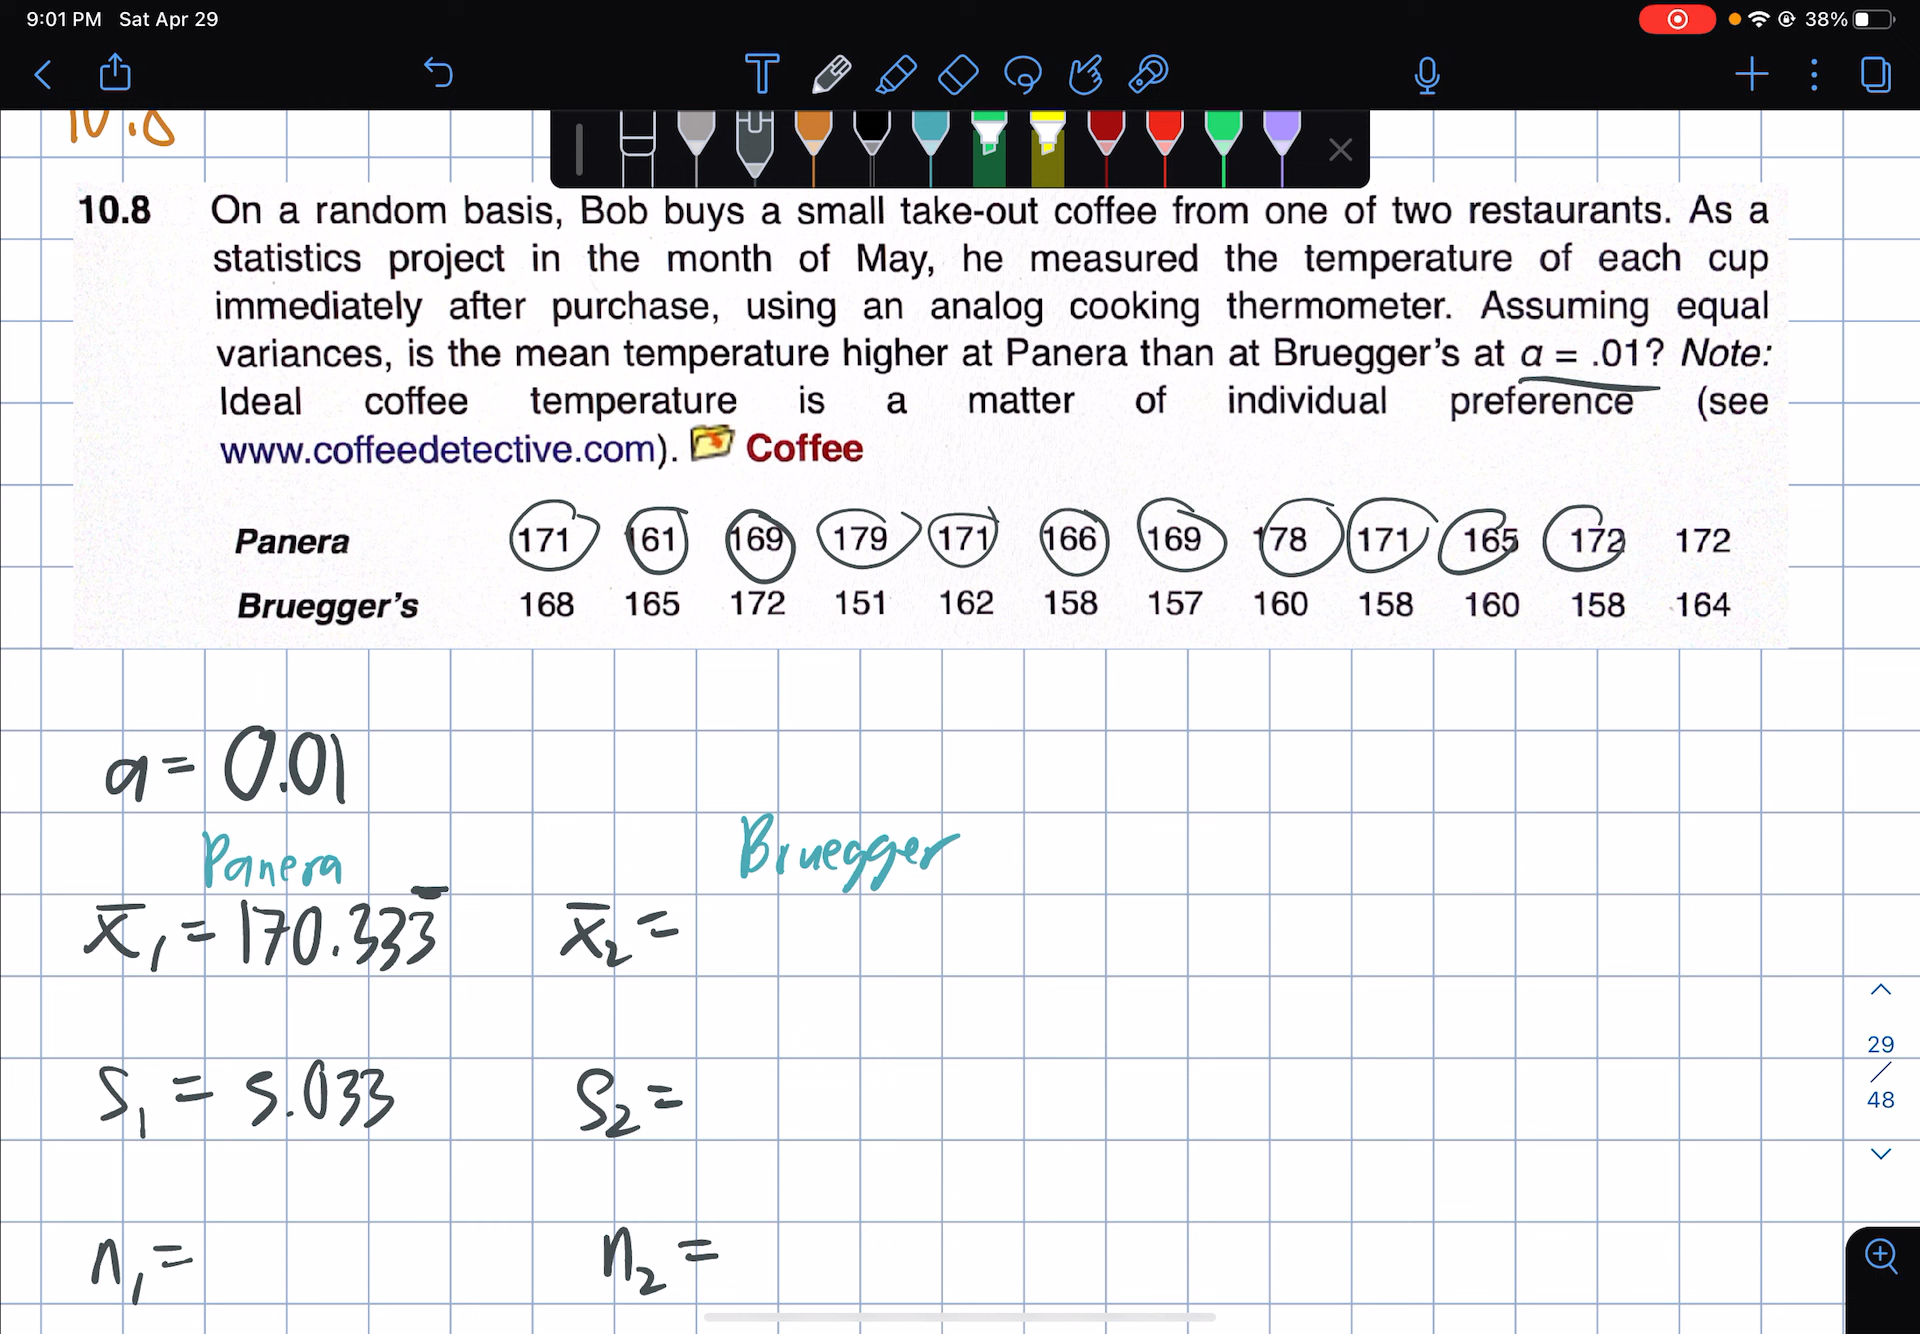 9:01 PM Sat Apr 29
38%
10.8
10.8 On a random basis, Bob buys a small take-out coffee from one of two restaurants. As a
statistics project in the month of May, he measured the temperature of each cup
immediately after purchase, using an analog cooking thermometer. Assuming equal
variances, is the mean temperature higher at Panera than at Bruegger's at α = .01? Note:
Ideal coffee temperature is a matter of individual preference (see
www.coffeedetective.com). Coffee
Panera 171 161 169 179 171 166 169 178 171 165 172 172
Bruegger's 168 165 172 151 162 158 157 160 158 160 158 164
a = 0.01
Panera Bruegger
x̄₁ = 170.333̅ x̄₂ =
S₁ = 5.033 S₂ =
n₁ = n₂ =
29
/
48